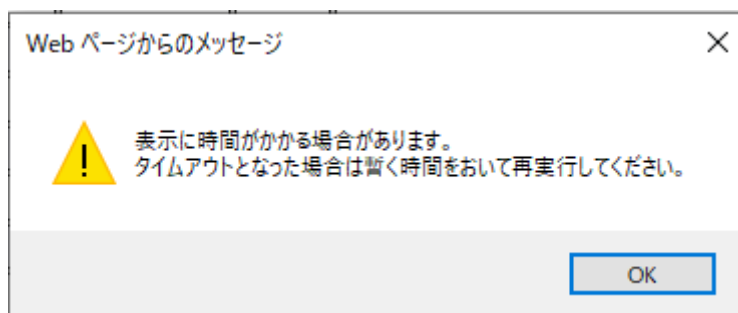 Web ページからのメッセージ
表示に時間がかかる場合があります。
タイムアウトとなった場合は暫く時間をおいて再実行してください。
OK